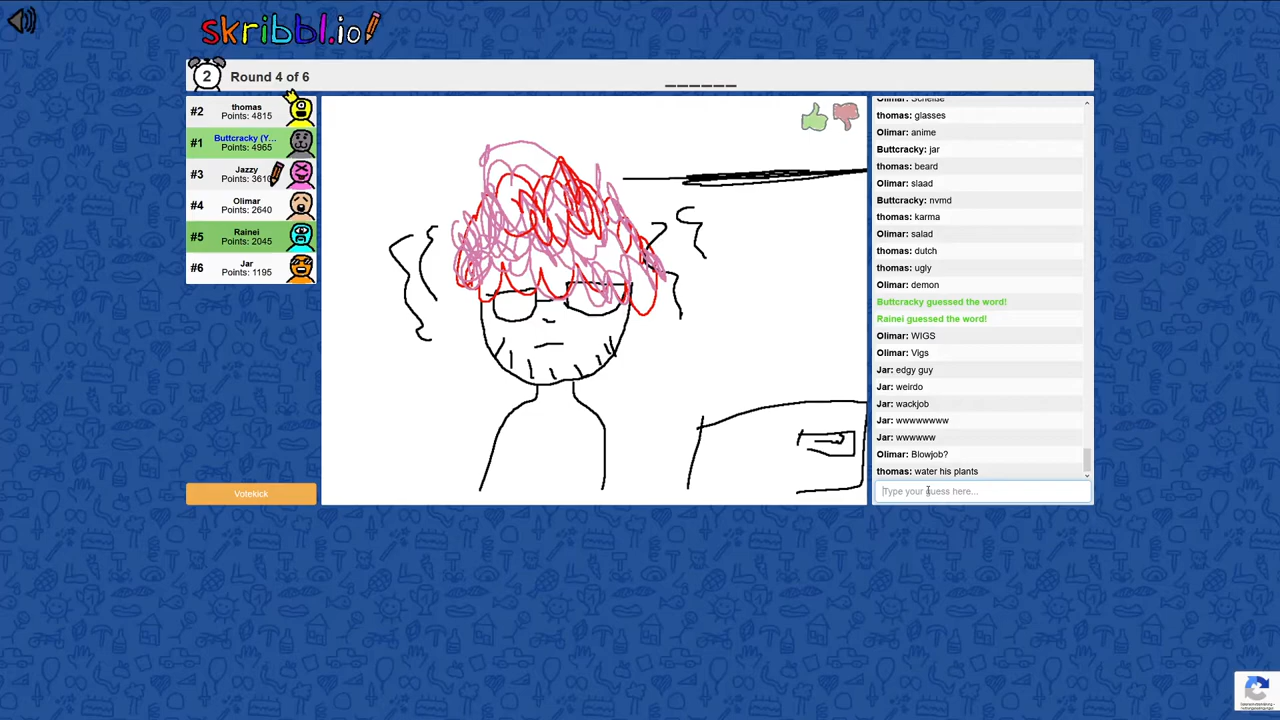 skribbl.io
2
Round 4 of 6
______
#2
thomas
Points: 4815
#1
Buttcracky (Y...
Points: 4965
#3
Jazzy
Points: 3610
#4
Olimar
Points: 2640
#5
Rainei
Points: 2045
#6
Jar
Points: 1195
Votekick
thomas: glasses
Olimar: anime
Buttcracky: jar
thomas: beard
Olimar: slaad
Buttcracky: nvmd
thomas: karma
Olimar: salad
thomas: dutch
thomas: ugly
Olimar: demon
Buttcracky guessed the word!
Rainei guessed the word!
Olimar: WIGS
Olimar: Vigs
Jar: edgy guy
Jar: weirdo
Jar: wackjob
Jar: wwwwwwww
Jar: wwwwww
Olimar: Blowjob?
thomas: water his plants
Type your guess here...